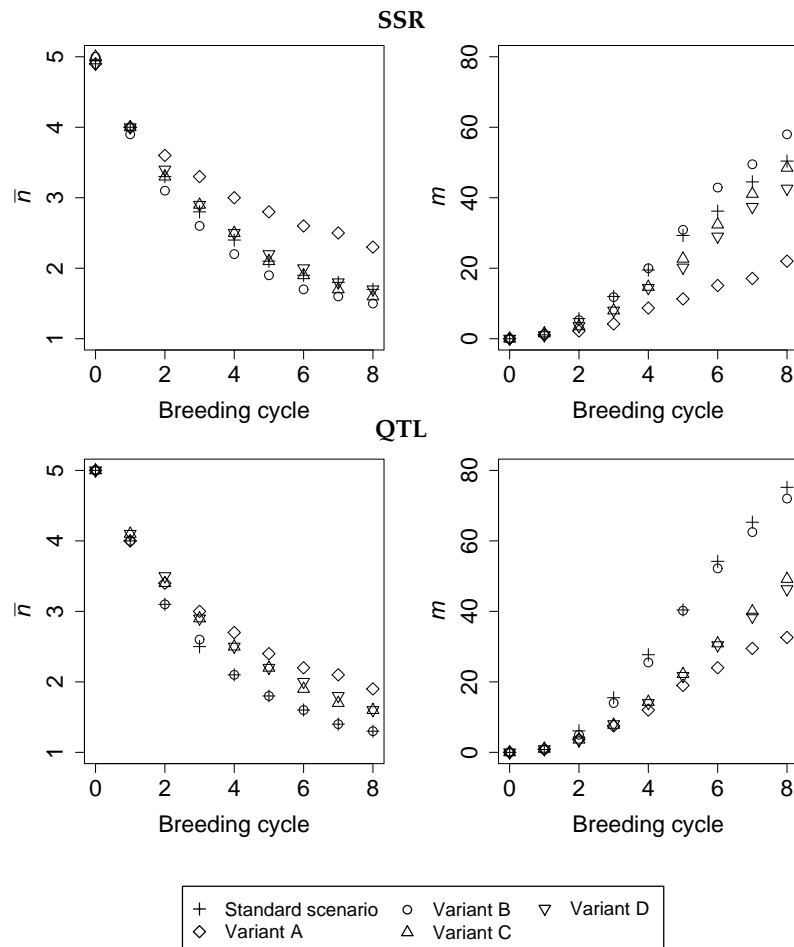 SSR
5
4
3
2
1
n̅
0 2 4 6 8
Breeding cycle
80
60
40
20
0
m
0 2 4 6 8
Breeding cycle
QTL
5
4
3
2
1
n̅
0 2 4 6 8
Breeding cycle
80
60
40
20
0
m
0 2 4 6 8
Breeding cycle
Standard scenario Variant B Variant D
Variant A Variant C